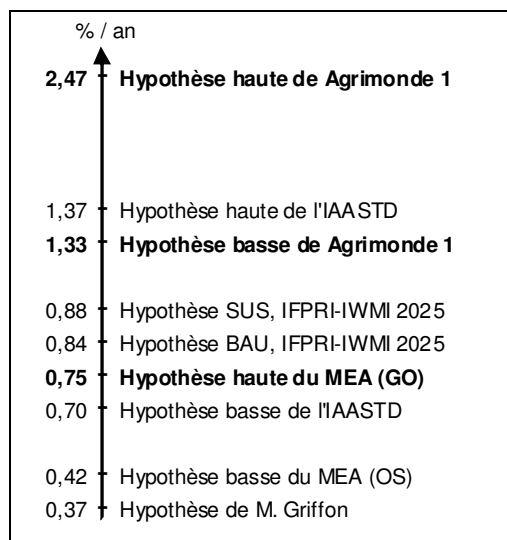 % / an
2,47 Hypothèse haute de Agrimonde 1
1,37 Hypothèse haute de l'IAASTD
1,33 Hypothèse basse de Agrimonde 1
0,88 Hypothèse SUS, IFPRI-IWMI 2025
0,84 Hypothèse BAU, IFPRI-IWMI 2025
0,75 Hypothèse haute du MEA (GO)
0,70 Hypothèse basse de l'IAASTD
0,42 Hypothèse basse du MEA (OS)
0,37 Hypothèse de M. Griffon